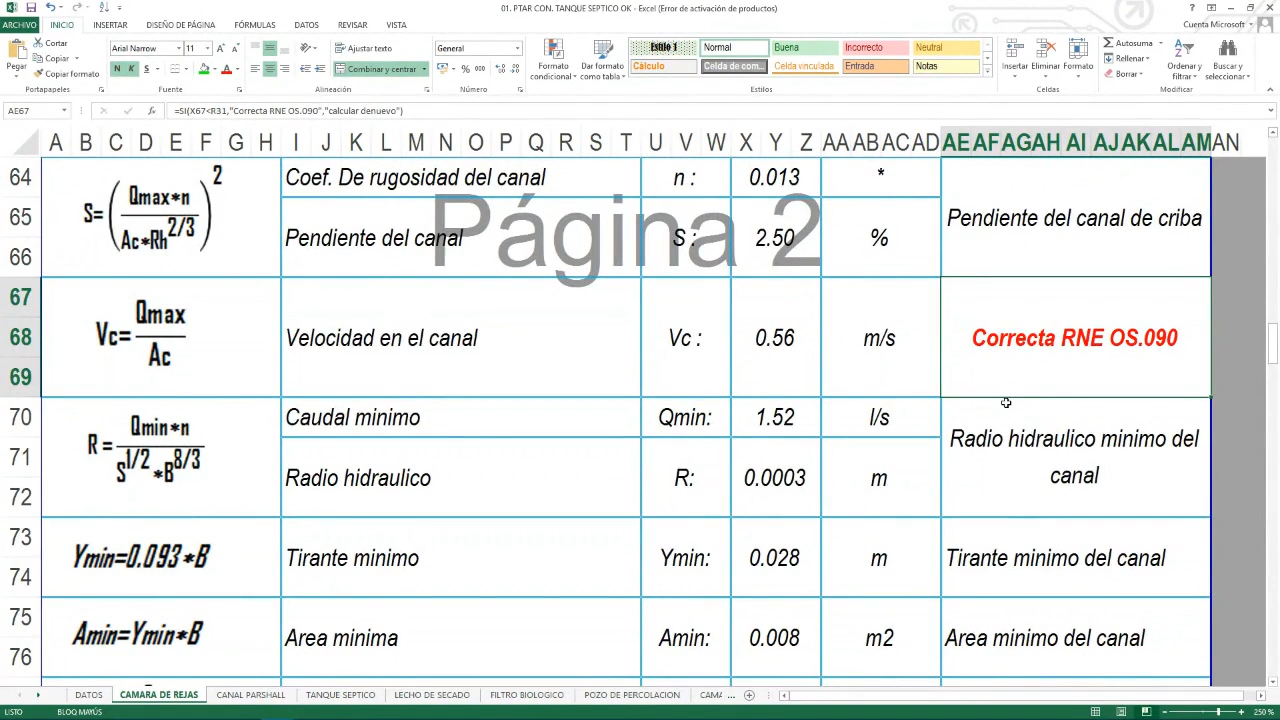 01. PTAR CON. TANQUE SEPTICO OK - Excel (Error de activación de productos)
ARCHIVO INICIO INSERTAR DISEÑO DE PÁGINA FÓRMULAS DATOS REVISAR VISTA Cuenta Microsoft
Pegar
Cortar
Copiar
Copiar formato
Portapapeles
Arial Narrow 11
N K S
Fuente
Ajustar texto
Combinar y centrar
Alineación
General
% 000
Número
Formato condicional
Dar formato como tabla
Estilo 1 Normal Buena Incorrecto Neutral
Cálculo Celda de com... Celda vinculada Entrada Notas
Estilos
Insertar Eliminar Formato
Celdas
Autosuma
Rellenar
Borrar
Ordenar y filtrar
Buscar y seleccionar
Modificar
AE67 =SI(X67<R31,"Correcta RNE OS.090","calcular denuevo")
A B C D E F G H I J K L M N O P Q R S T U V W X Y Z AA AB AC AD AE AF AG AH AI AJ AK AL AM AN
Página 2
64 Coef. De rugosidad del canal n : 0.013 *
S=(Qmax*n / Ac*Rh^2/3)^2
65
66 Pendiente del canal S : 2.50 % Pendiente del canal de criba
67
68 Vc=Qmax/Ac Velocidad en el canal Vc : 0.56 m/s Correcta RNE OS.090
69
70 Caudal minimo Qmin: 1.52 l/s
R=Qmin*n / S^1/2*B^8/3
71
72 Radio hidraulico R: 0.0003 m Radio hidraulico minimo del canal
73
74 Ymin=0.093*B Tirante minimo Ymin: 0.028 m Tirante minimo del canal
75
76 Amin=Ymin*B Area minima Amin: 0.008 m2 Area minimo del canal
DATOS CAMARA DE REJAS CANAL PARSHALL TANQUE SEPTICO LECHO DE SECADO FILTRO BIOLOGICO POZO DE PERCOLACION CAMA ...
LISTO BLOQ MAYÚS 250 %